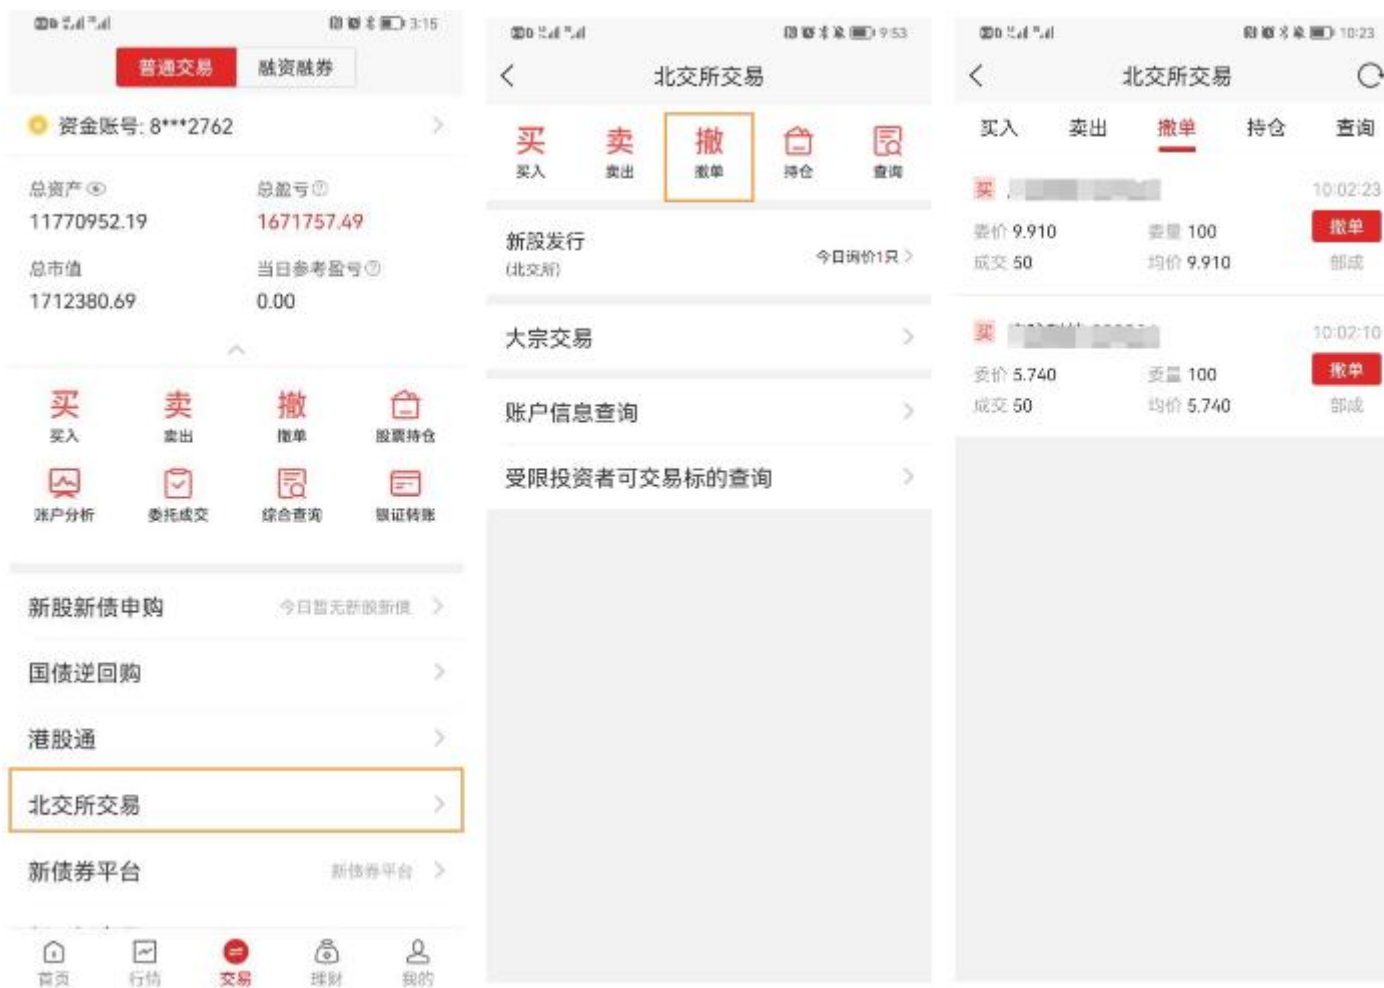 3:15
普通交易 融资融券
资金账号: 8***2762
总资产 总盈亏
11770952.19 1671757.49
总市值 当日参考盈亏
1712380.69 0.00
买 卖 撤
买入 卖出 撤单 股票持仓
账户分析 委托成交 综合查询 银证转账
新股新债申购 今日暂无新股新债
国债逆回购
港股通
北交所交易
新债券平台 新债券平台
首页 行情 交易 理财 我的
9:53
北交所交易
买 卖 撤
买入 卖出 撤单 持仓 查询
新股发行
(北交所) 今日询价1只
大宗交易
账户信息查询
受限投资者可交易标的查询
10:23
北交所交易
买入 卖出 撤单 持仓 查询
买 10:02:23
委价 9.910 委量 100 撤单
成交 50 均价 9.910 部成
买 10:02:10
委价 5.740 委量 100 撤单
成交 50 均价 5.740 部成